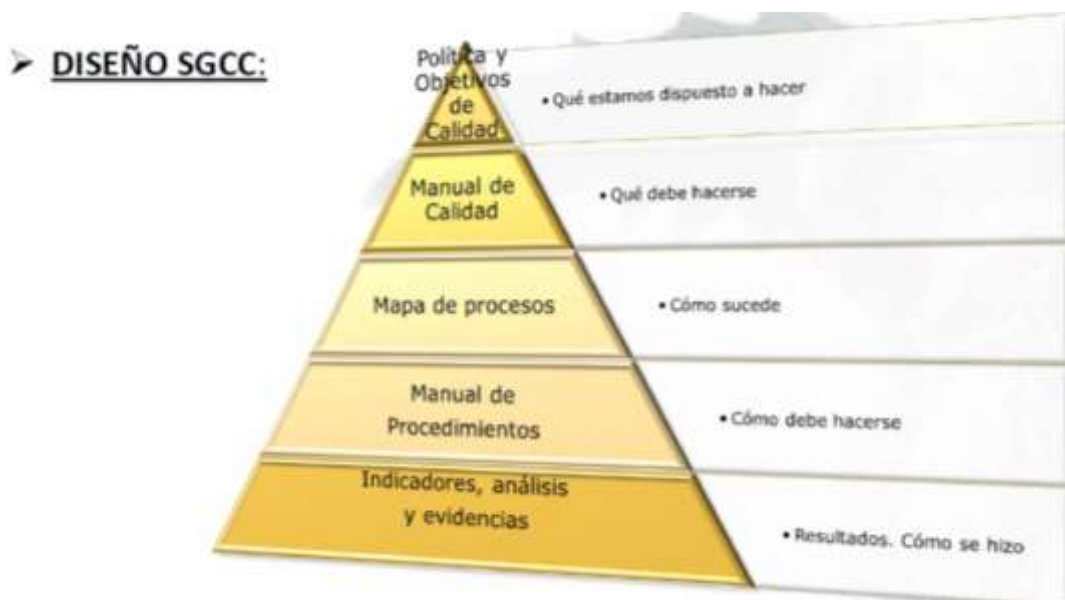 ➤ DISEÑO SGCC:
Política y
Objetivos
de
Calidad
• Qué estamos dispuesto a hacer
Manual de
Calidad
• Qué debe hacerse
Mapa de procesos
• Cómo sucede
Manual de
Procedimientos
• Cómo debe hacerse
Indicadores, análisis
y evidencias
• Resultados. Cómo se hizo